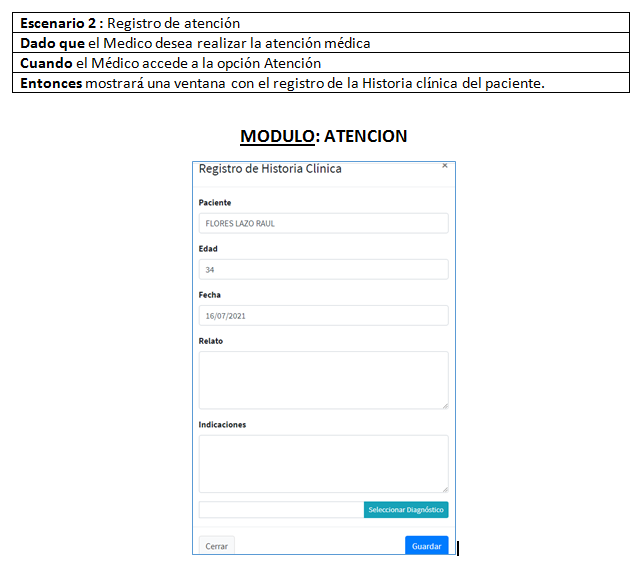 Escenario 2 : Registro de atención
Dado que el Medico desea realizar la atención médica
Cuando el Médico accede a la opción Atención
Entonces mostrará una ventana con el registro de la Historia clínica del paciente.
MODULO: ATENCION
Registro de Historia Clínica ×
Paciente
FLORES LAZO RAUL
Edad
34
Fecha
16/07/2021
Relato
Indicaciones
Seleccionar Diagnóstico
Cerrar Guardar